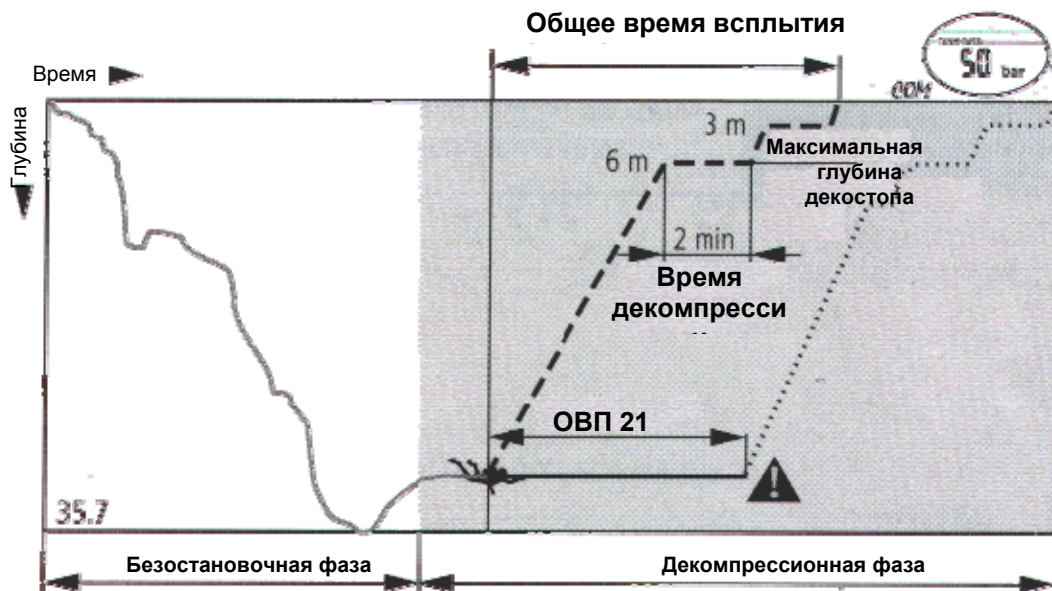 Общее время всплытия
Время
50 bar
COM
Глубина
3 m
6 m
Максимальная
глубина
декостопа
2 min
Время
декомпресси
ОВП 21
35.7
Безостановочная фаза
Декомпрессионная фаза